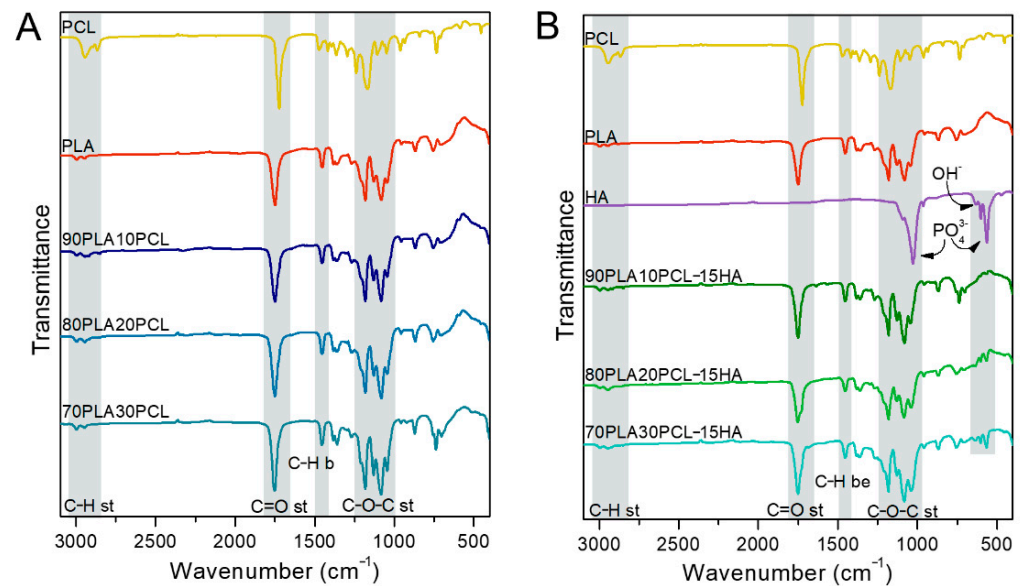 A
PCL
PLA
90PLA10PCL
80PLA20PCL
70PLA30PCL
C-H b
C-H st
C=O st
C-O-C st
3000 2500 2000 1500 1000 500
Wavenumber (cm⁻¹)
Transmittance
B
PCL
PLA
HA
OH⁻
PO₄³⁻
90PLA10PCL-15HA
80PLA20PCL-15HA
70PLA30PCL-15HA
C-H be
C-H st
C=O st
C-O-C st
3000 2500 2000 1500 1000 500
Wavenumber (cm⁻¹)
Transmittance